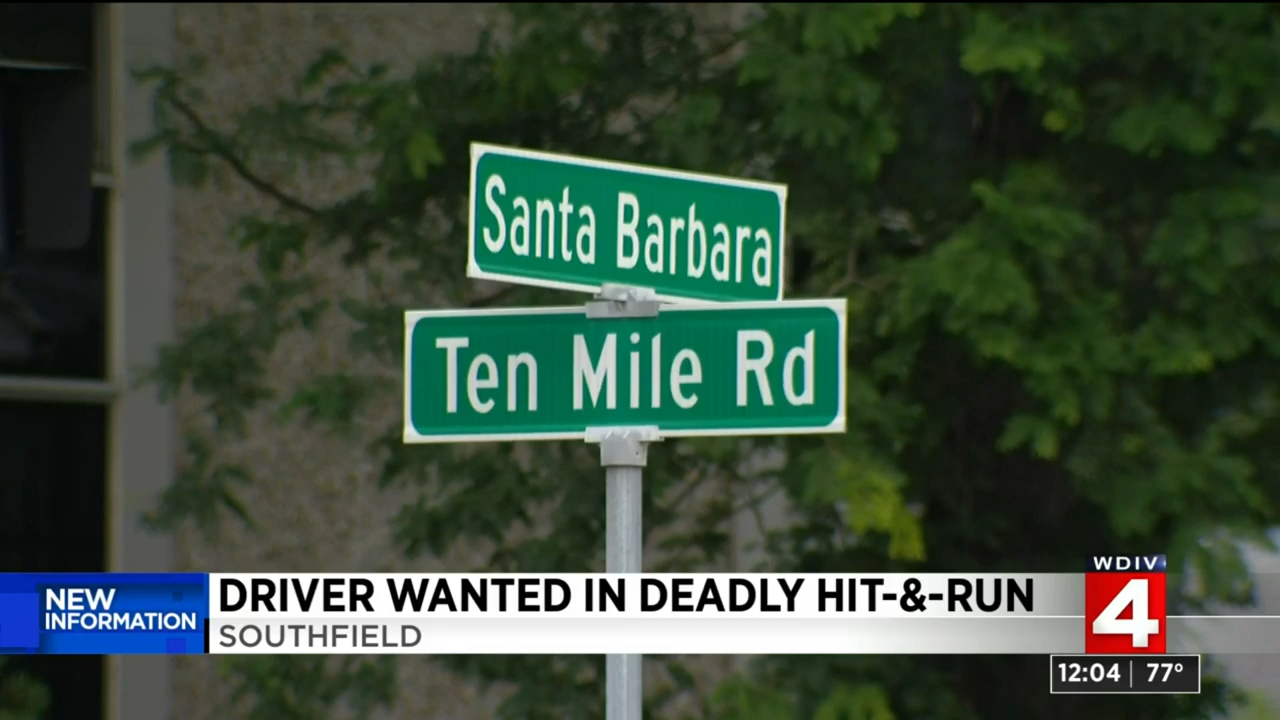 Santa Barbara
Ten Mile Rd
NEW
INFORMATION
DRIVER WANTED IN DEADLY HIT-&-RUN
SOUTHFIELD
WDIV
4
12:04 | 77°